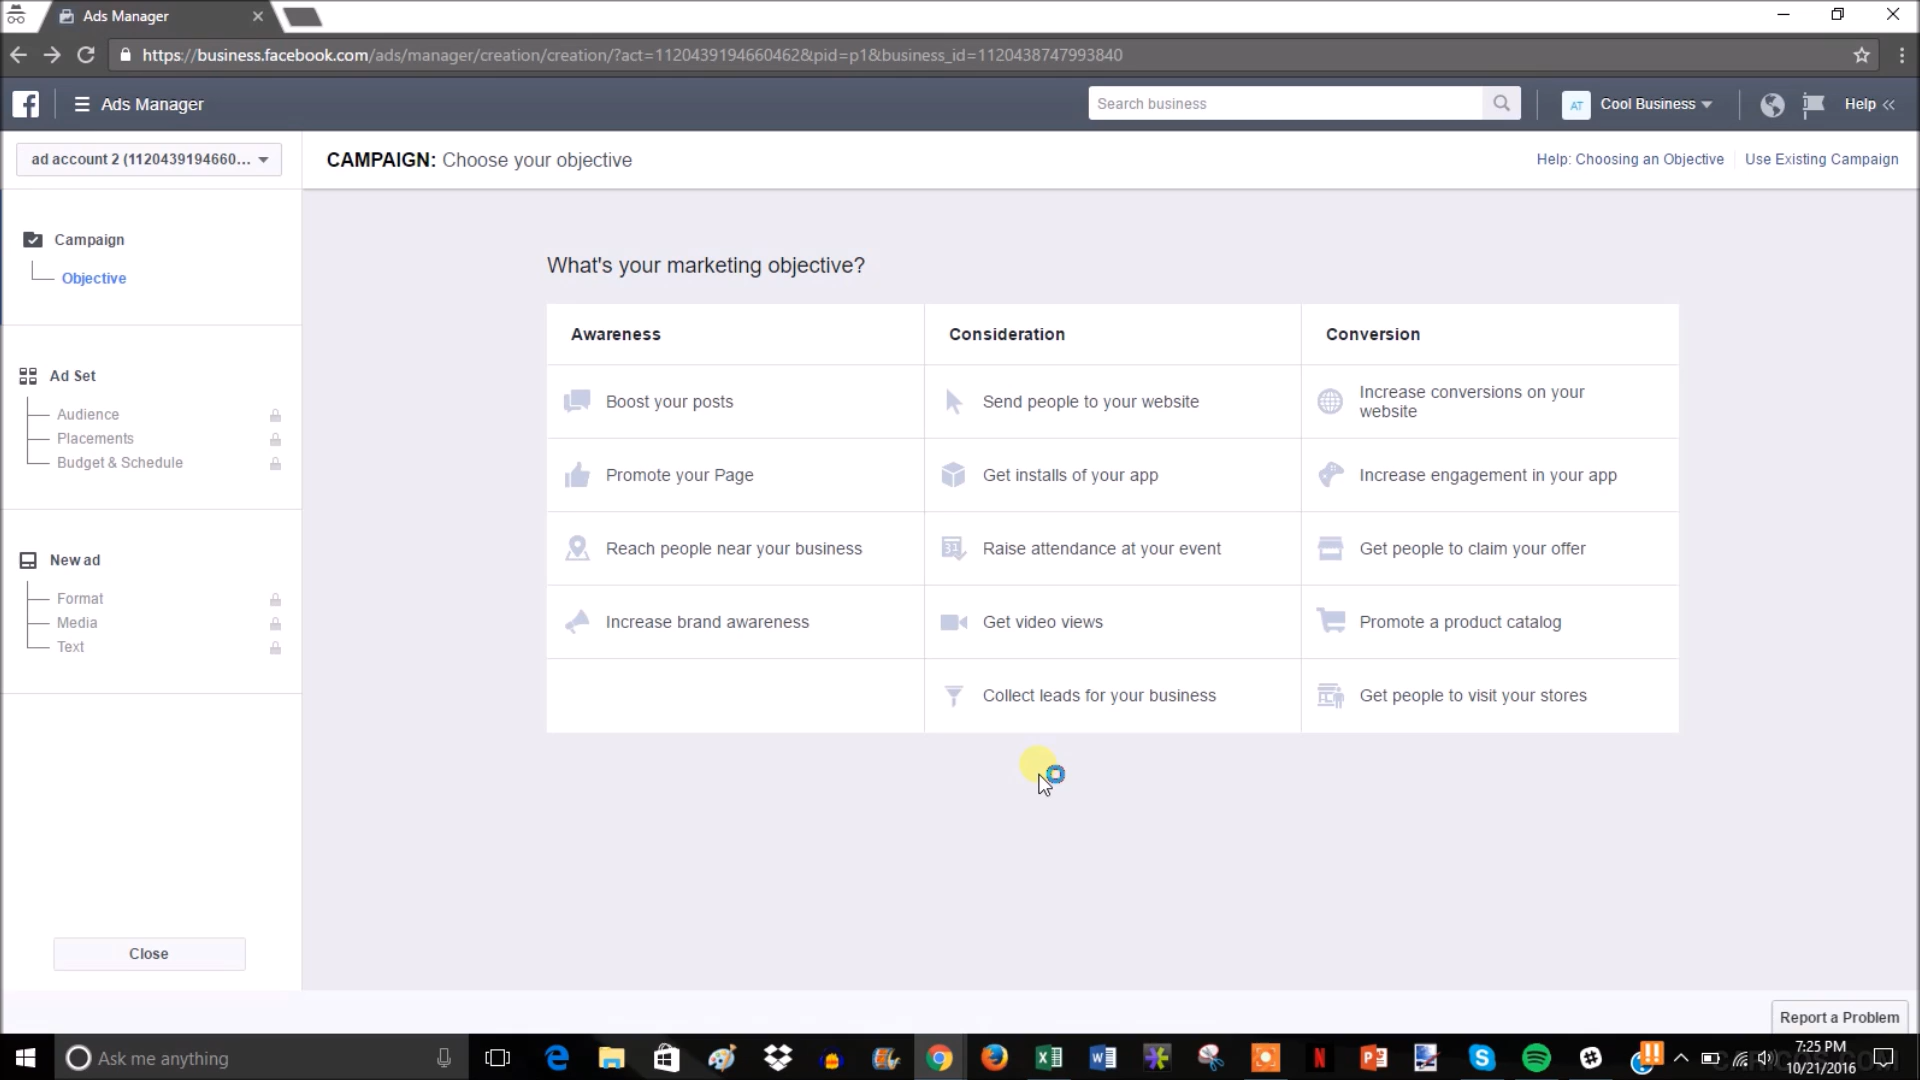 Ads Manager
https://business.facebook.com/ads/manager/creation/creation/?act=1120439194660462&pid=p1&business_id=1120438747993840
Ads Manager
Search business
AT
Cool Business
Help
ad account 2 (112043919466​0...
CAMPAIGN: Choose your objective
Help: Choosing an Objective
Use Existing Campaign
Campaign
Objective
Ad Set
Audience
Placements
Budget & Schedule
New ad
Format
Media
Text
Close
What's your marketing objective?
Awareness
Consideration
Conversion
Boost your posts
Send people to your website
Increase conversions on your
website
Promote your Page
Get installs of your app
Increase engagement in your app
Reach people near your business
31
Raise attendance at your event
Get people to claim your offer
Increase brand awareness
Get video views
Promote a product catalog
Collect leads for your business
Get people to visit your stores
Report a Problem
Ask me anything
7:25 PM
10/21/2016